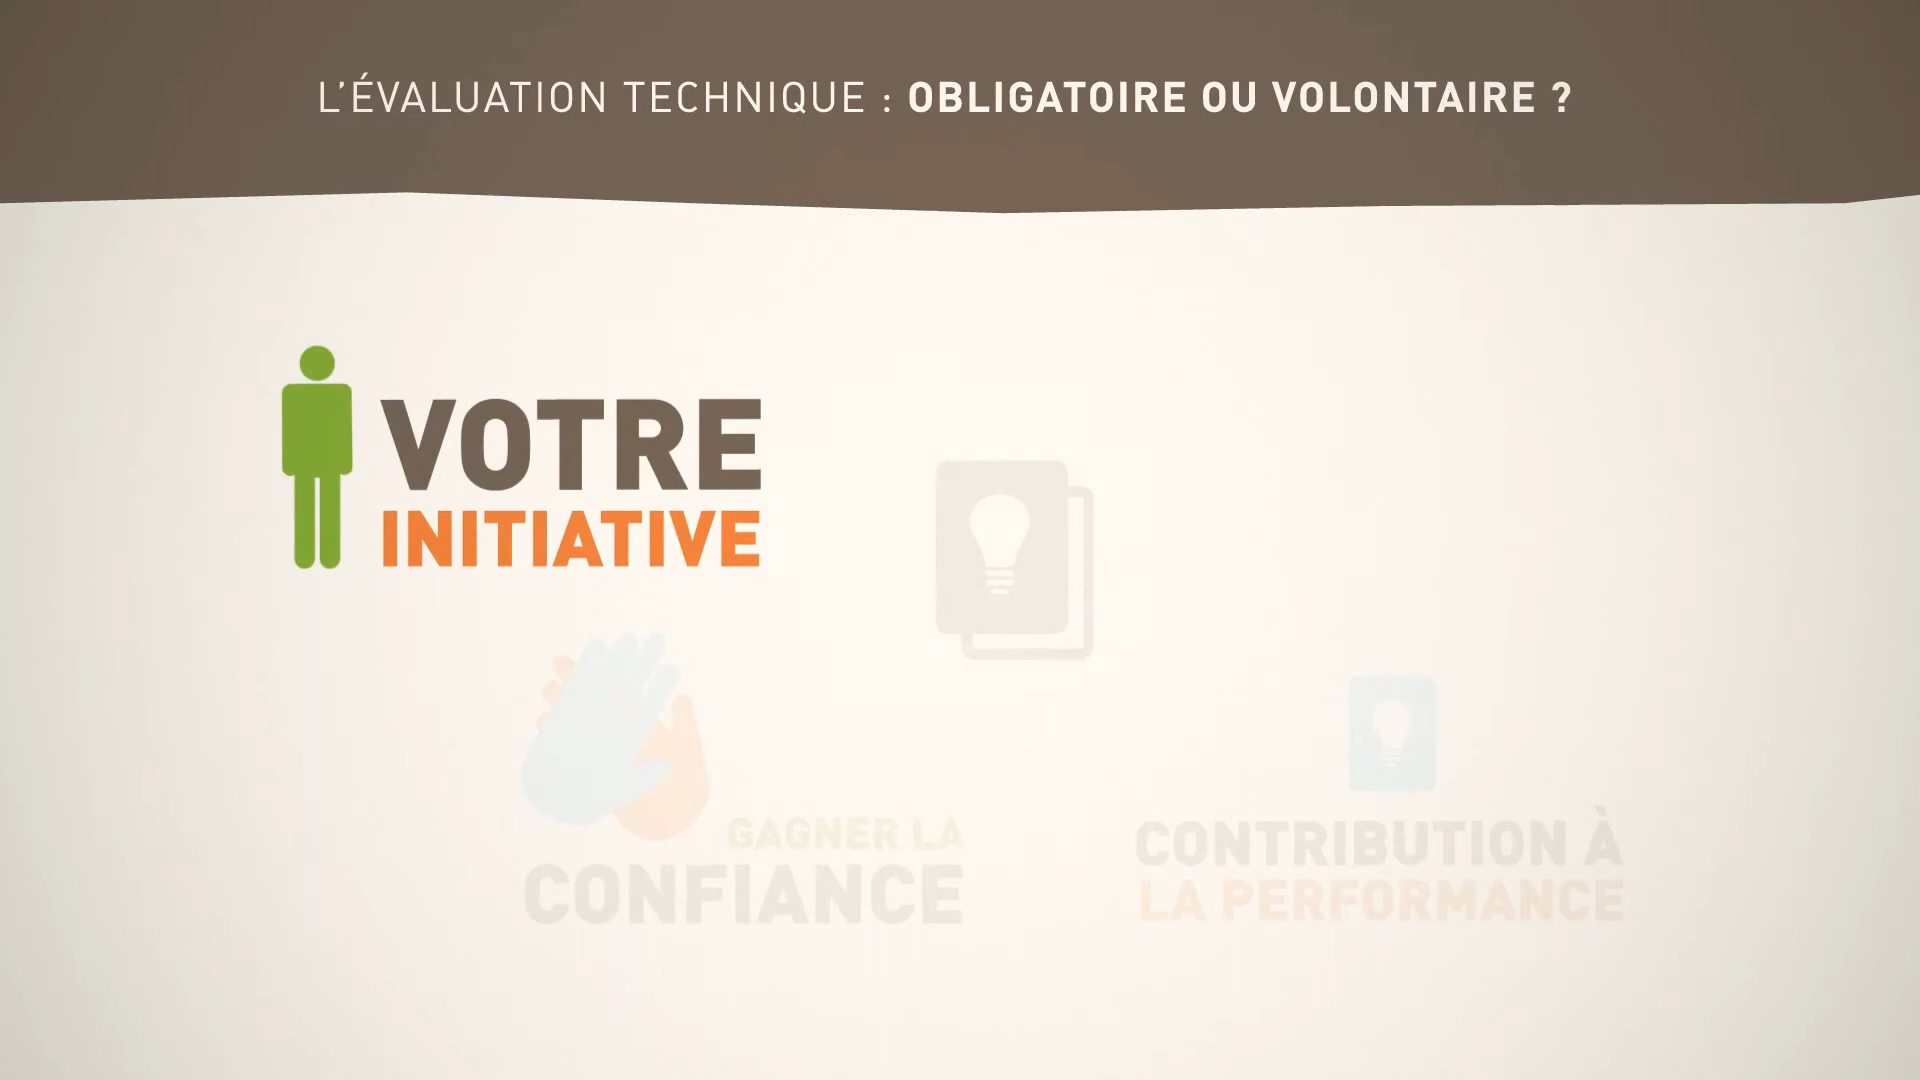 L'ÉVALUATION TECHNIQUE : OBLIGATOIRE OU VOLONTAIRE ?
VOTRE
INITIATIVE
GAGNER LA
CONFIANCE
CONTRIBUTION À
LA PERFORMANCE